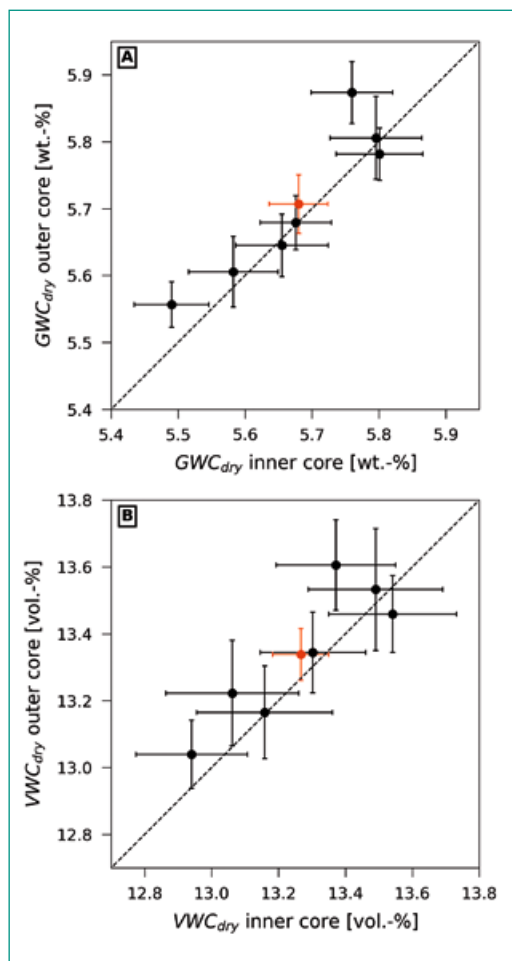 A
5.9
5.8
5.7
5.6
5.5
5.4
GWCdry outer core [wt.-%]
5.4 5.5 5.6 5.7 5.8 5.9
GWCdry inner core [wt.-%]
B
13.8
13.6
13.4
13.2
13.0
12.8
VWCdry outer core [vol.-%]
12.8 13.0 13.2 13.4 13.6 13.8
VWCdry inner core [vol.-%]